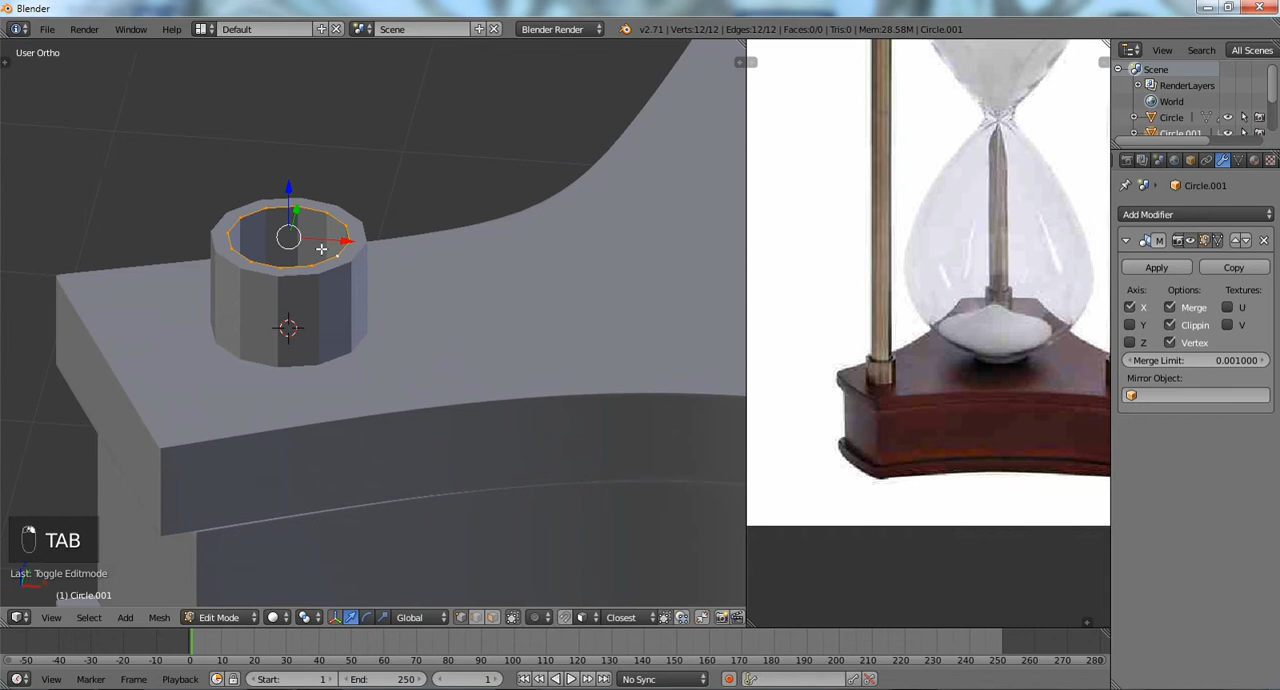 Blender
File Render Window Help Default Scene Blender Render v2.71 | Verts:12/12 | Edges:12/12 | Faces:0/0 | Tris:0 | Mem:28.58M | Circle.001
User Ortho
View Search All Scenes
Scene
RenderLayers
World
Circle
Circle.001
Circle.001
Add Modifier
M
Apply Copy
Axis: Options: Textures:
X Merge U
Y Clippin V
Z Vertex
Merge Limit: 0.001000
Mirror Object:
TAB
Last: Toggle Editmode
(1) Circle.001
View Select Add Mesh Edit Mode Global Closest
-50 -40 -30 -20 -10 0 10 20 30 40 50 60 70 80 90 100 110 120 130 140 150 160 170 180 190 200 210 220 230 240 250 260 270 280
View Marker Frame Playback Start: 1 End: 250 1 No Sync